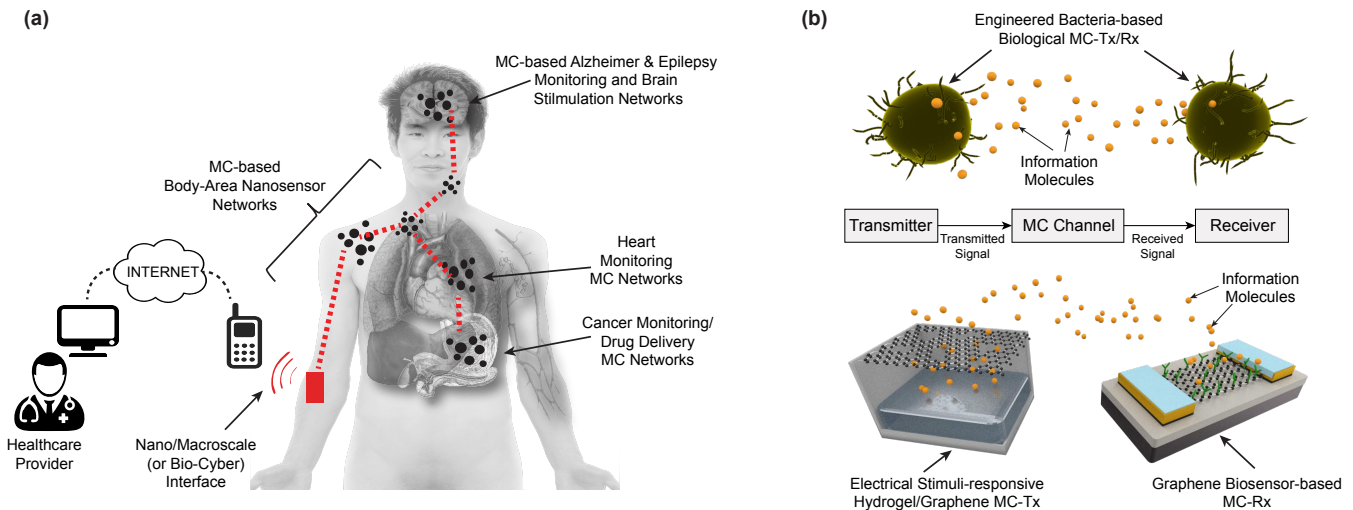 (a)
MC-based Alzheimer & Epilepsy
Monitoring and Brain
Stilmulation Networks
MC-based
Body-Area Nanosensor
Networks
INTERNET
Heart
Monitoring
MC Networks
Cancer Monitoring/
Drug Delivery
MC Networks
Healthcare
Provider
Nano/Macroscale
(or Bio-Cyber)
Interface
(b)
Engineered Bacteria-based
Biological MC-Tx/Rx
Information
Molecules
Transmitter
Transmitted
Signal
MC Channel
Received
Signal
Receiver
Information
Molecules
Electrical Stimuli-responsive
Hydrogel/Graphene MC-Tx
Graphene Biosensor-based
MC-Rx